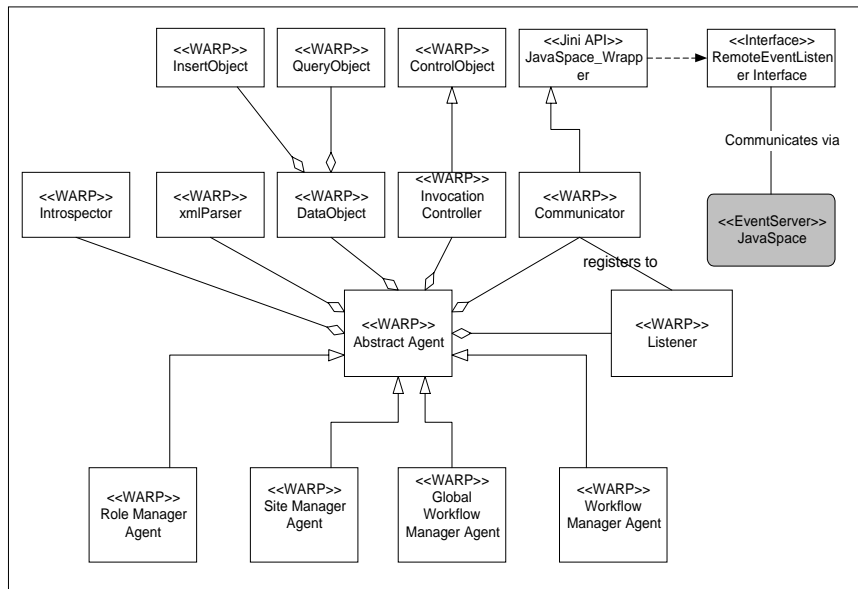 <<WARP>>
InsertObject
<<WARP>>
QueryObject
<<WARP>>
ControlObject
<<Jini API>>
JavaSpace_Wrapp
er
<<Interface>>
RemoteEventListen
er Interface
Communicates via
<<WARP>>
Introspector
<<WARP>>
xmlParser
<<WARP>>
DataObject
<<WARP>>
Invocation
Controller
<<WARP>>
Communicator
<<EventServer>>
JavaSpace
registers to
<<WARP>>
Abstract Agent
<<WARP>>
Listener
<<WARP>>
Role Manager
Agent
<<WARP>>
Site Manager
Agent
<<WARP>>
Global
Workflow
Manager Agent
<<WARP>>
Workflow
Manager Agent